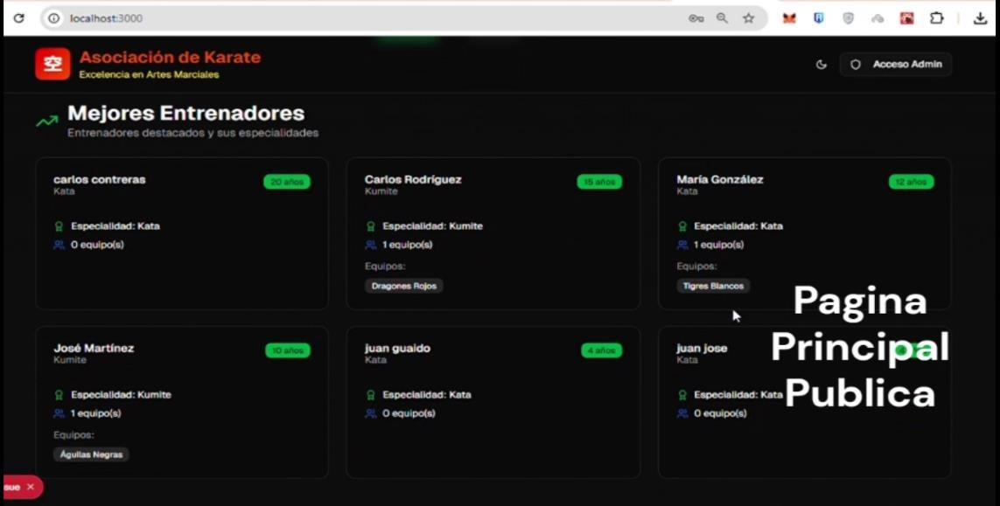 localhost:3000
空
Asociación de Karate
Excelencia en Artes Marciales
Acceso Admin
Mejores Entrenadores
Entrenadores destacados y sus especialidades
carlos contreras
20 años
Kata
Especialidad: Kata
0 equipo(s)
Carlos Rodríguez
15 años
Kumite
Especialidad: Kumite
1 equipo(s)
Equipos:
Dragones Rojos
María González
12 años
Kata
Especialidad: Kata
1 equipo(s)
Equipos:
Tigres Blancos
José Martínez
10 años
Kumite
Especialidad: Kumite
1 equipo(s)
Equipos:
Águilas Negras
juan guaido
4 años
Kata
Especialidad: Kata
0 equipo(s)
juan jose
Kata
Especialidad: Kata
0 equipo(s)
Pagina
Principal
Publica
sue